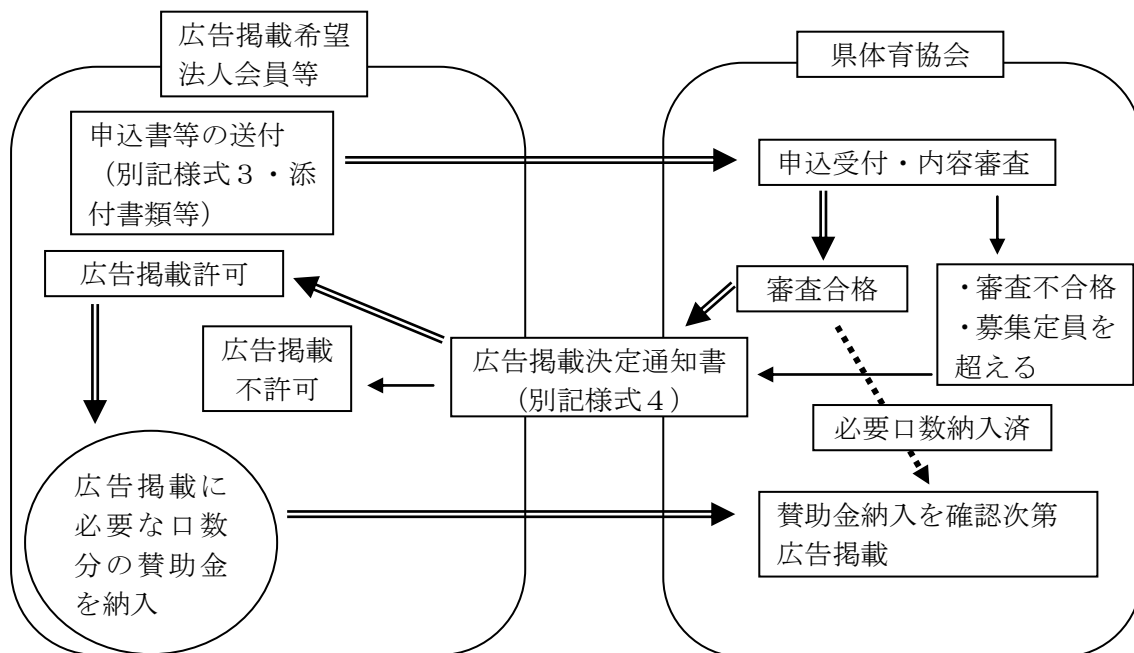 広告掲載希望
法人会員等
県体育協会
申込書等の送付
(別記様式3・添
付書類等)
申込受付・内容審査
広告掲載許可
審査合格
・審査不合格
・募集定員を
超える
広告掲載
不許可
広告掲載決定通知書
(別記様式4)
必要口数納入済
広告掲載に
必要な口数
分の賛助金
を納入
賛助金納入を確認次第
広告掲載